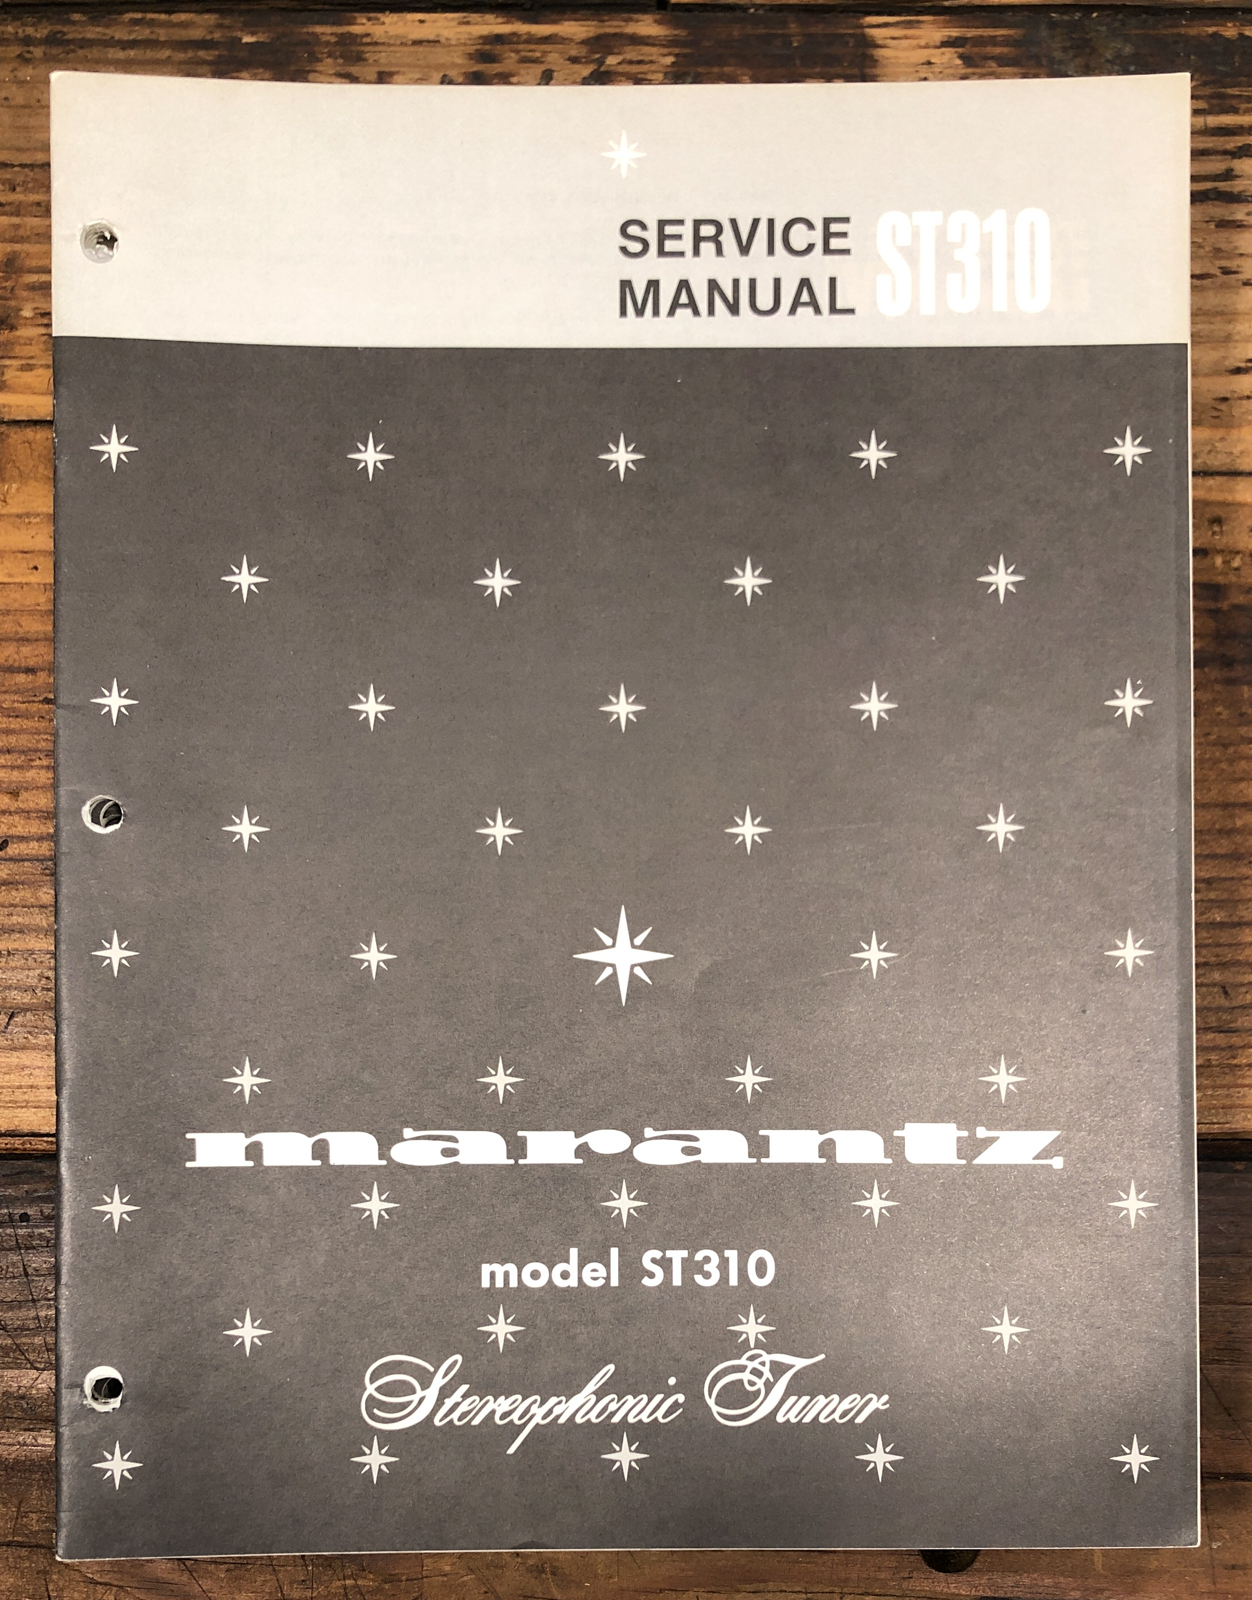 SERVICE
MANUAL ST310
marantz
model ST310
Stereophonic Tuner